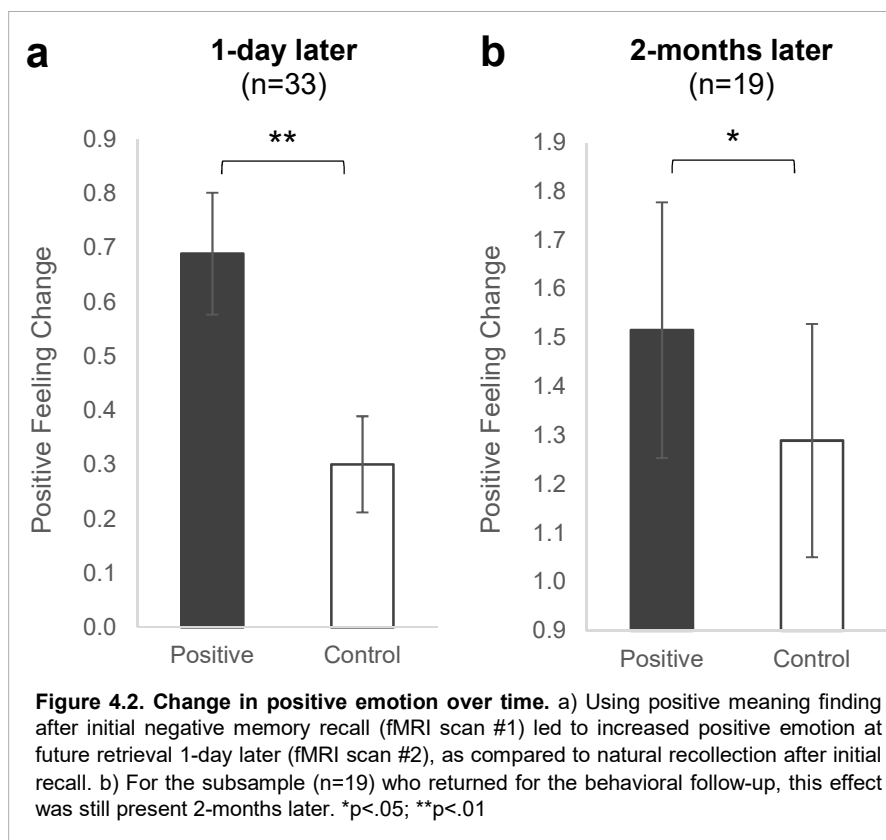 a
1-day later
(n=33)
**
Positive Feeling Change
0.9
0.8
0.7
0.6
0.5
0.4
0.3
0.2
0.1
0.0
Positive Control
b
2-months later
(n=19)
*
Positive Feeling Change
1.9
1.8
1.7
1.6
1.5
1.4
1.3
1.2
1.1
1.0
0.9
Positive Control
Figure 4.2. Change in positive emotion over time. a) Using positive meaning finding
after initial negative memory recall (fMRI scan #1) led to increased positive emotion at
future retrieval 1-day later (fMRI scan #2), as compared to natural recollection after initial
recall. b) For the subsample (n=19) who returned for the behavioral follow-up, this effect
was still present 2-months later. *p<.05; **p<.01